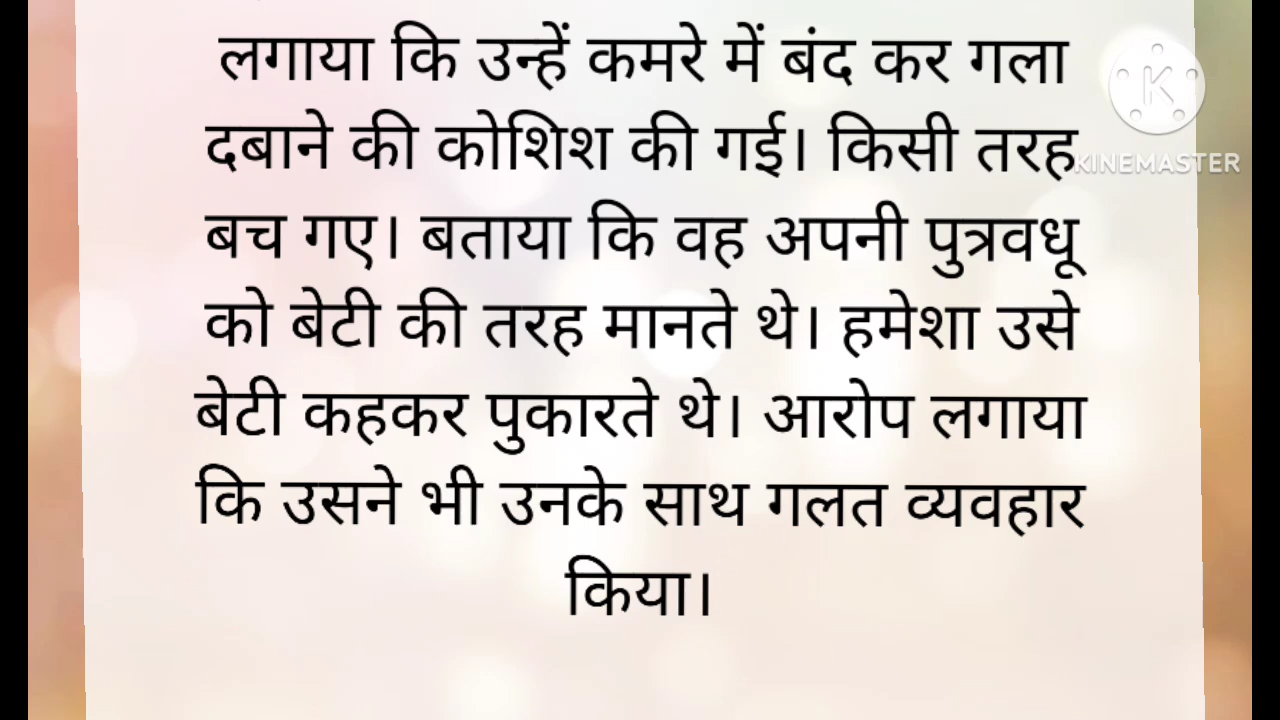 लगाया कि उन्हें कमरे में बंद कर गला
दबाने की कोशिश की गई। किसी तरह
बच गए। बताया कि वह अपनी पुत्रवधू
को बेटी की तरह मानते थे। हमेशा उसे
बेटी कहकर पुकारते थे। आरोप लगाया
कि उसने भी उनके साथ गलत व्यवहार
किया।
K
KINEMASTER